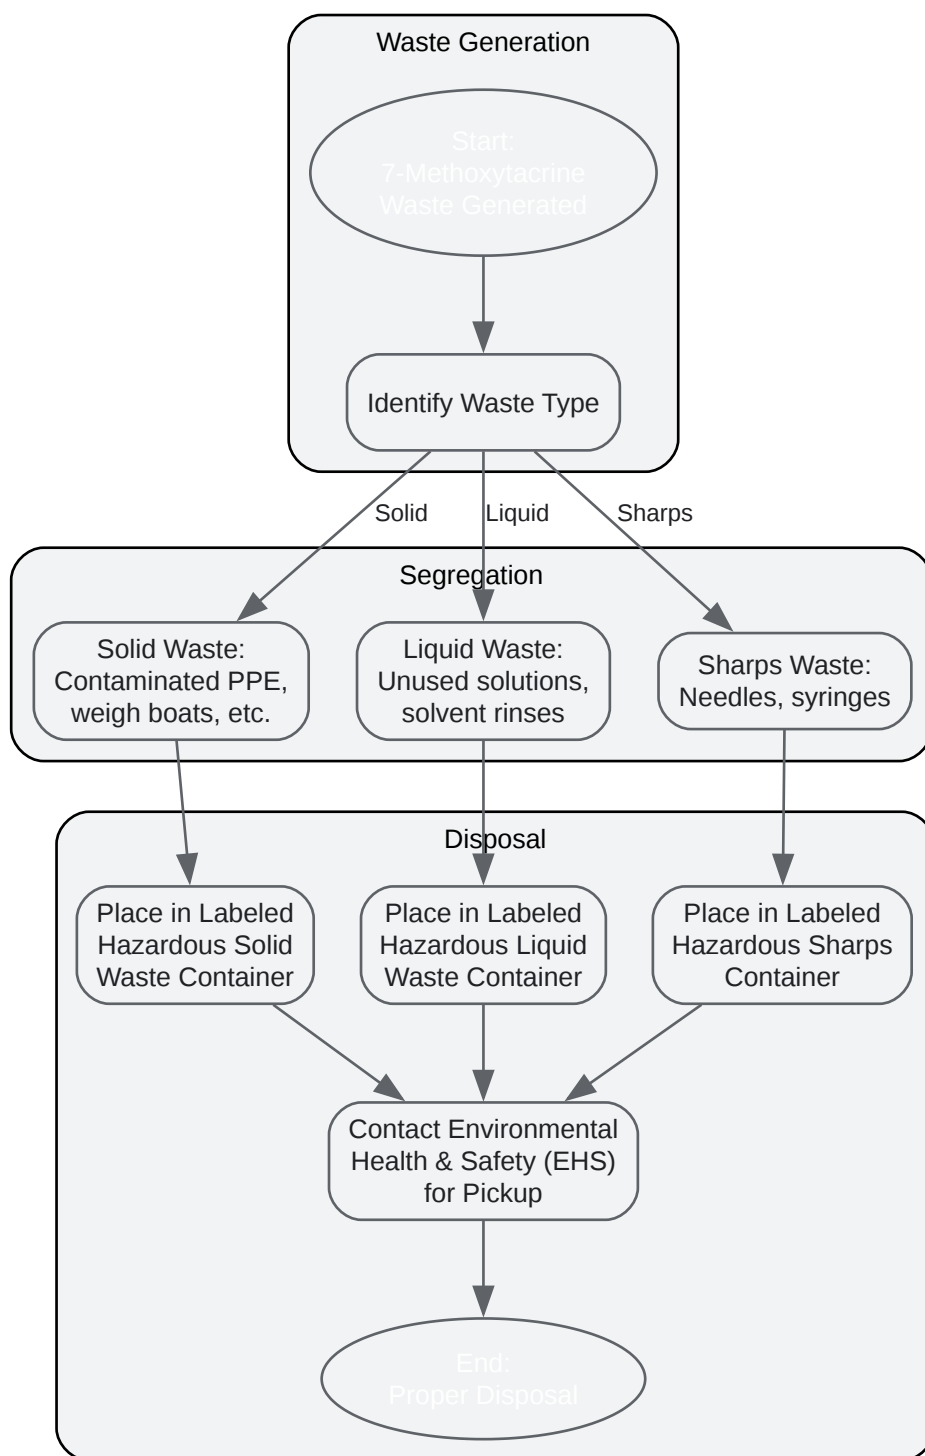 Waste Generation
Start:
7-Methoxytacrine
Waste Generated
Identify Waste Type
Solid
Liquid
Sharps
Segregation
Solid Waste:
Contaminated PPE,
weigh boats, etc.
Liquid Waste:
Unused solutions,
solvent rinses
Sharps Waste:
Needles, syringes
Disposal
Place in Labeled
Hazardous Solid
Waste Container
Place in Labeled
Hazardous Liquid
Waste Container
Place in Labeled
Hazardous Sharps
Container
Contact Environmental
Health & Safety (EHS)
for Pickup
End:
Proper Disposal